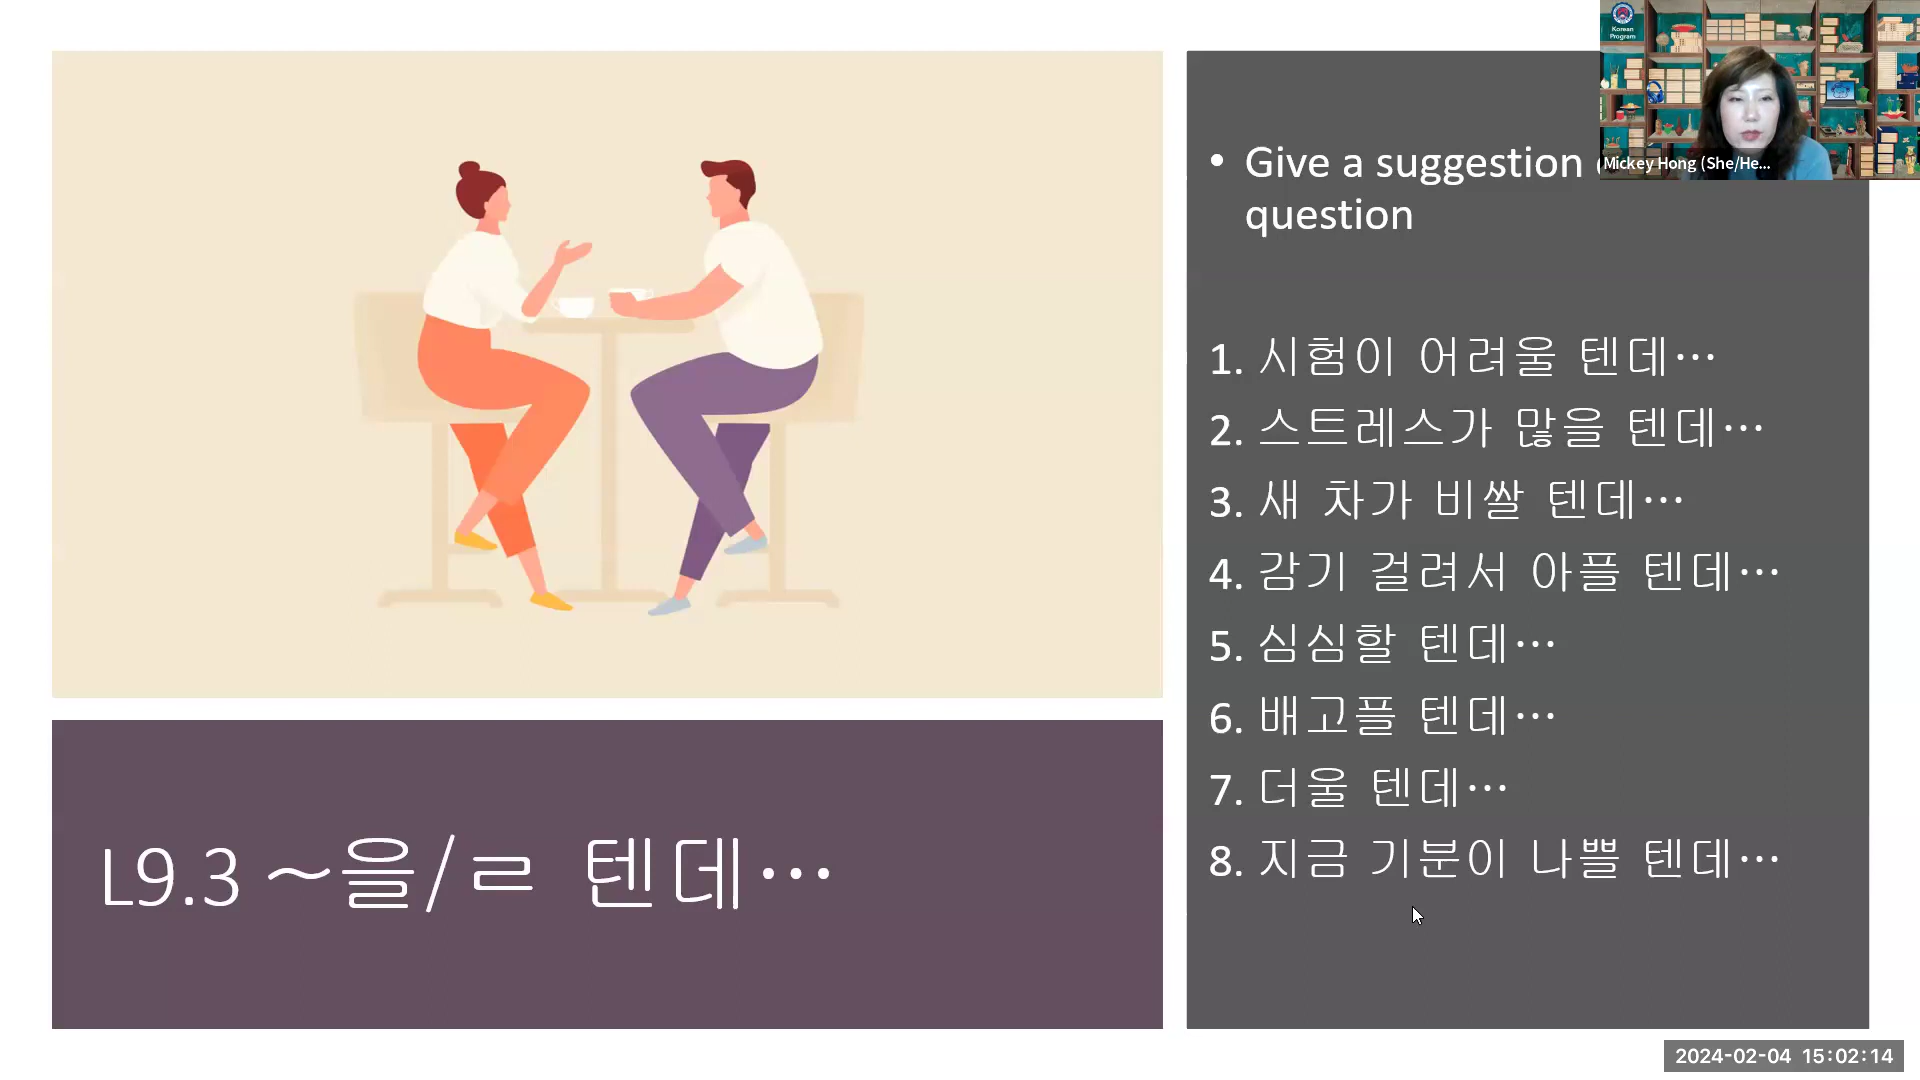 Korean
Program
Mickey Hong (She/He...
• Give a suggestion
question
1. 시험이 어려울 텐데…
2. 스트레스가 많을 텐데…
3. 새 차가 비쌀 텐데…
4. 감기 걸려서 아플 텐데…
5. 심심할 텐데…
6. 배고플 텐데…
7. 더울 텐데…
8. 지금 기분이 나쁠 텐데…
L9.3 ~을/ㄹ 텐데…
2024-02-04 15:02:14